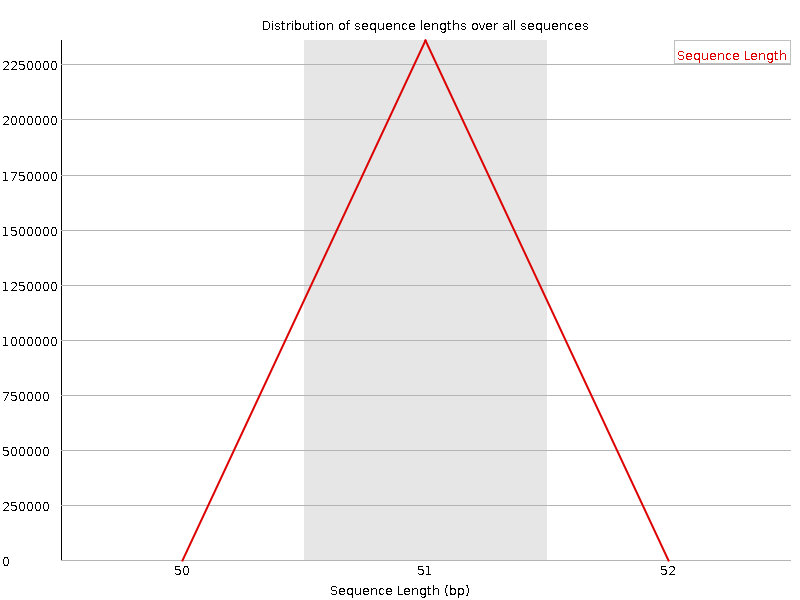 Distribution of sequence lengths over all sequences
Sequence Length
2250000
2000000
1750000
1500000
1250000
1000000
750000
500000
250000
0
50 51 52
Sequence Length (bp)